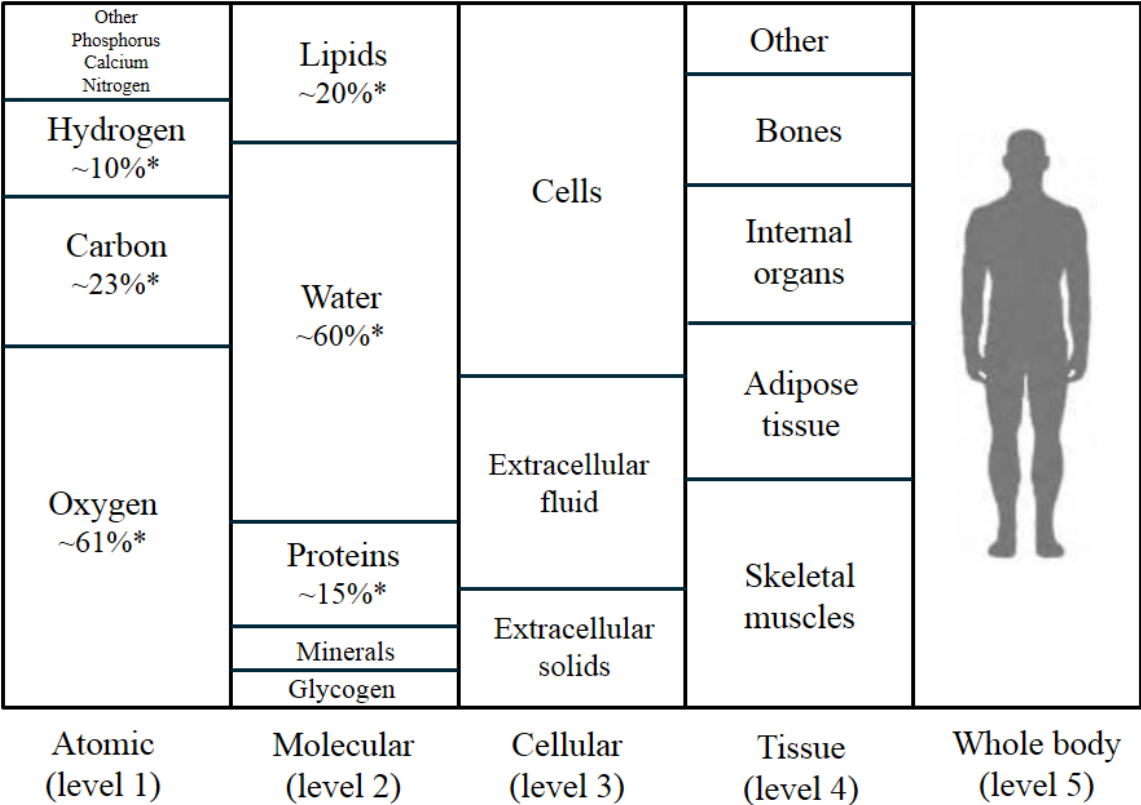 Other
Phosphorus
Calcium
Nitrogen
Hydrogen
~10%*
Carbon
~23%*
Oxygen
~61%*
Lipids
~20%*
Water
~60%*
Proteins
~15%*
Minerals
Glycogen
Cells
Extracellular
fluid
Extracellular
solids
Other
Bones
Internal
organs
Adipose
tissue
Skeletal
muscles
Atomic
(level 1)
Molecular
(level 2)
Cellular
(level 3)
Tissue
(level 4)
Whole body
(level 5)